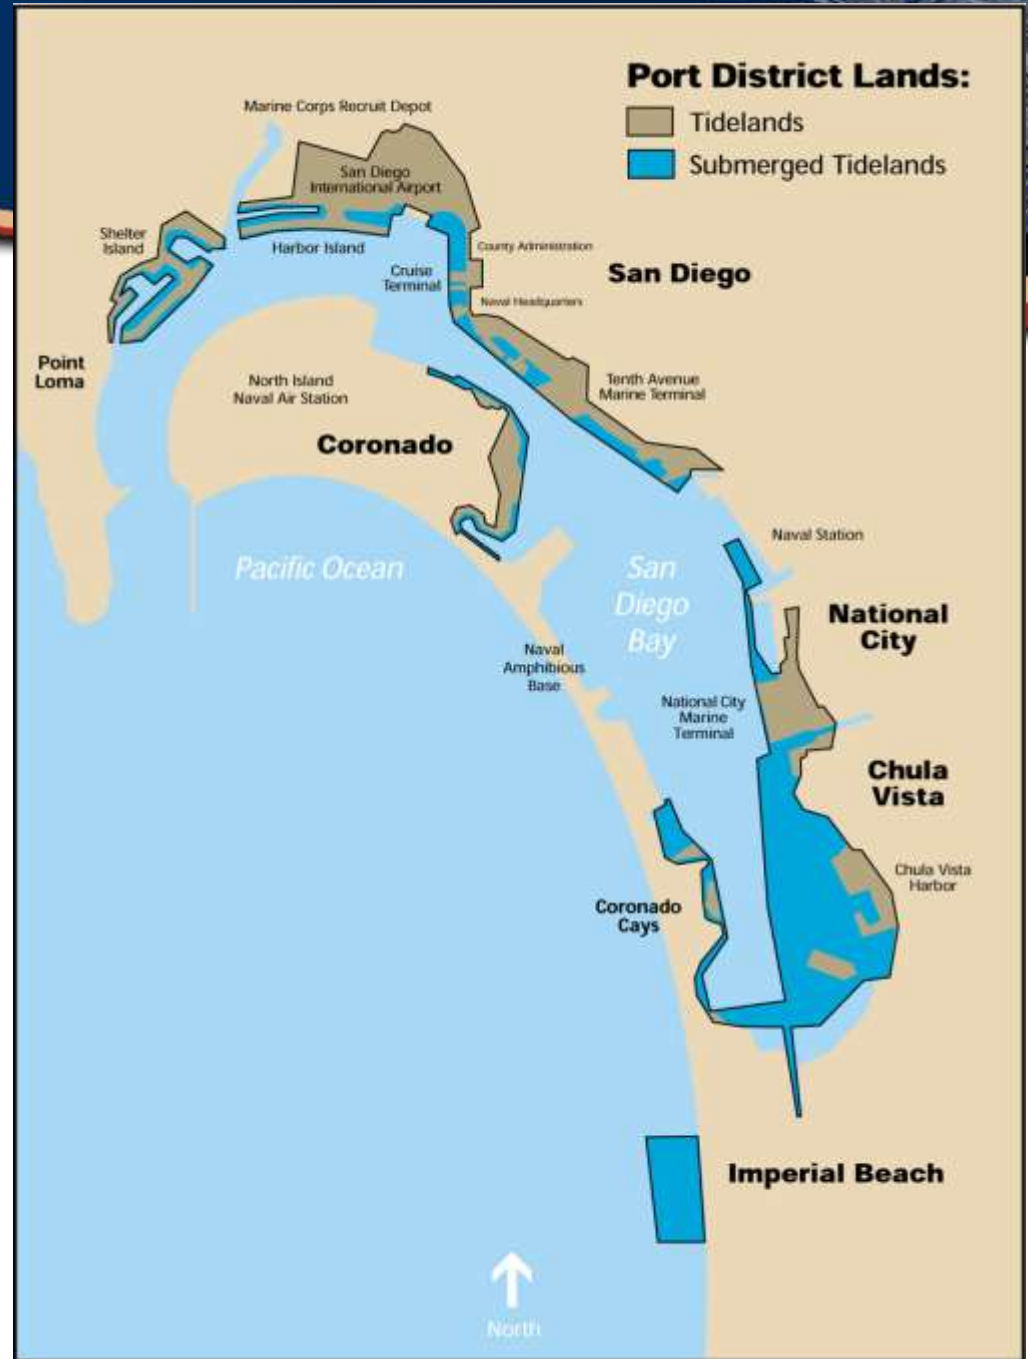 Port District Lands:
Tidelands
Submerged Tidelands
Marine Corps Recruit Depot
San Diego
International Airport
Shelter
Island
Harbor Island
County Administration
San Diego
Cruise
Terminal
Naval Headquarters
Point
Loma
North Island
Naval Air Station
Tenth Avenue
Marine Terminal
Coronado
Naval Station
Pacific Ocean
San
Diego
Bay
National
City
Naval
Amphibious
Base
National City
Marine
Terminal
Chula
Vista
Chula Vista
Harbor
Coronado
Cays
Imperial Beach
North